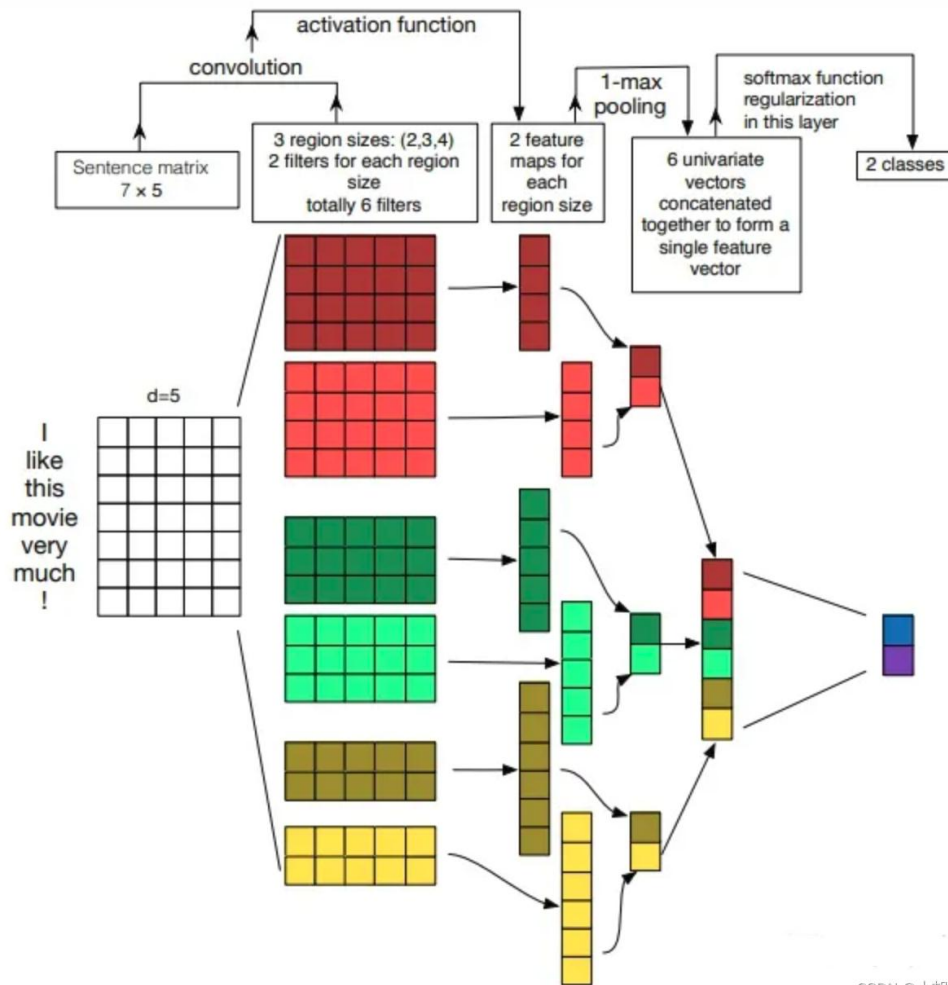 activation function
convolution
1-max
pooling
softmax function
regularization
in this layer
Sentence matrix
7 × 5
3 region sizes: (2,3,4)
2 filters for each region
size
totally 6 filters
2 feature
maps for
each
region size
6 univariate
vectors
concatenated
together to form a
single feature
vector
2 classes
d=5
I
like
this
movie
very
much
!